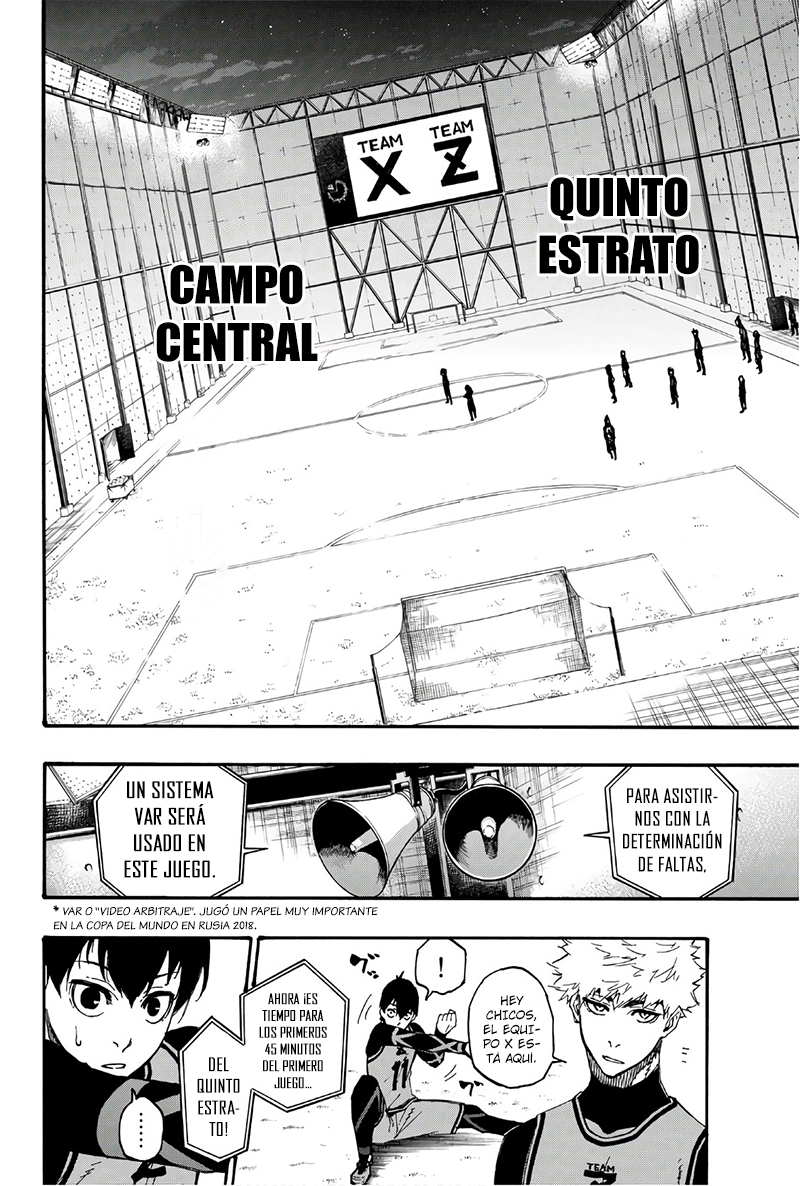 TEAM
X
TEAM
Z
QUINTO
ESTRATO
CAMPO
CENTRAL
PARA ASISTIR-
NOS CON LA
DETERMINACIÓN
DE FALTAS,
UN SISTEMA
VAR SERÁ
USADO EN
ESTE JUEGO.
* VAR O "VIDEO ARBITRAJE". JUGÓ UN PAPEL MUY IMPORTANTE
EN LA COPA DEL MUNDO EN RUSIA 2018.
HEY
CHICOS,
EL EQUI-
PO X ES-
TÁ AQUÍ.
TEAM
Z
!
11
AHORA ¡ES
TIEMPO PARA
LOS PRIMEROS
45 MINUTOS
DEL PRIMERO
JUEGO...
DEL
QUINTO
ESTRA-
TO!
......